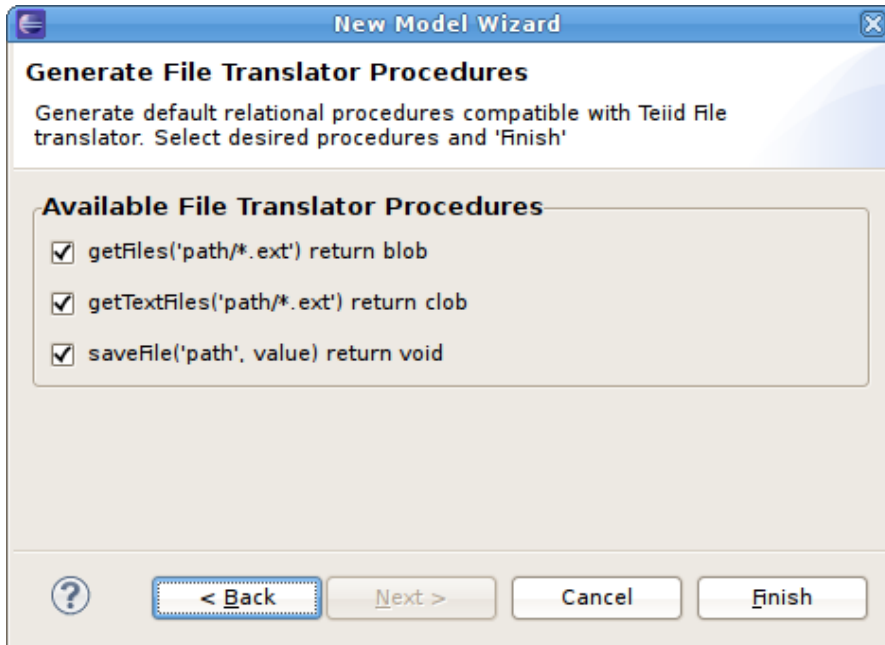 New Model Wizard
Generate File Translator Procedures
Generate default relational procedures compatible with Teiid File
translator. Select desired procedures and 'Finish'
Available File Translator Procedures
getFiles('path/*.ext') return blob
getTextFiles('path/*.ext') return clob
saveFile('path', value) return void
?
< Back
Next >
Cancel
Finish